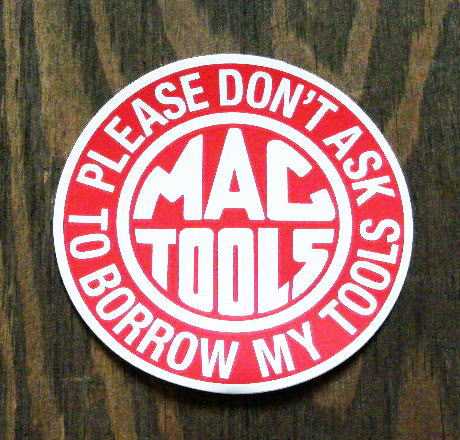 PLEASE DON'T ASK
TO BORROW MY TOOLS
MAC
TOOLS